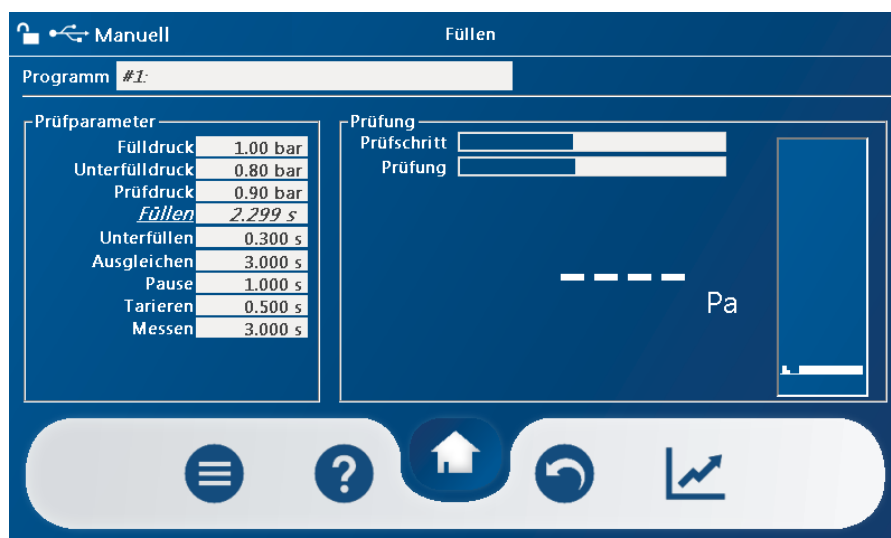 Manuell
Füllen
Programm #1:
Prüfparameter
Fülldruck 1.00 bar
Unterfülldruck 0.80 bar
Prüfdruck 0.90 bar
Füllen 2.299 s
Unterfüllen 0.300 s
Ausgleichen 3.000 s
Pause 1.000 s
Tarieren 0.500 s
Messen 3.000 s
Prüfung
Prüfschritt
Prüfung
----
Pa
?